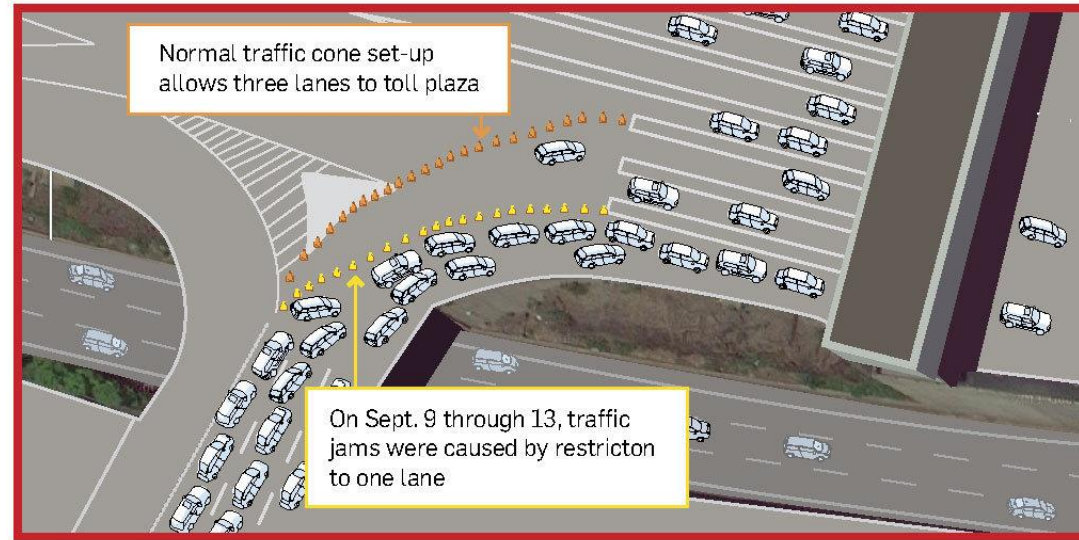 Normal traffic cone set-up
allows three lanes to toll plaza
On Sept. 9 through 13, traffic
jams were caused by restricton
to one lane